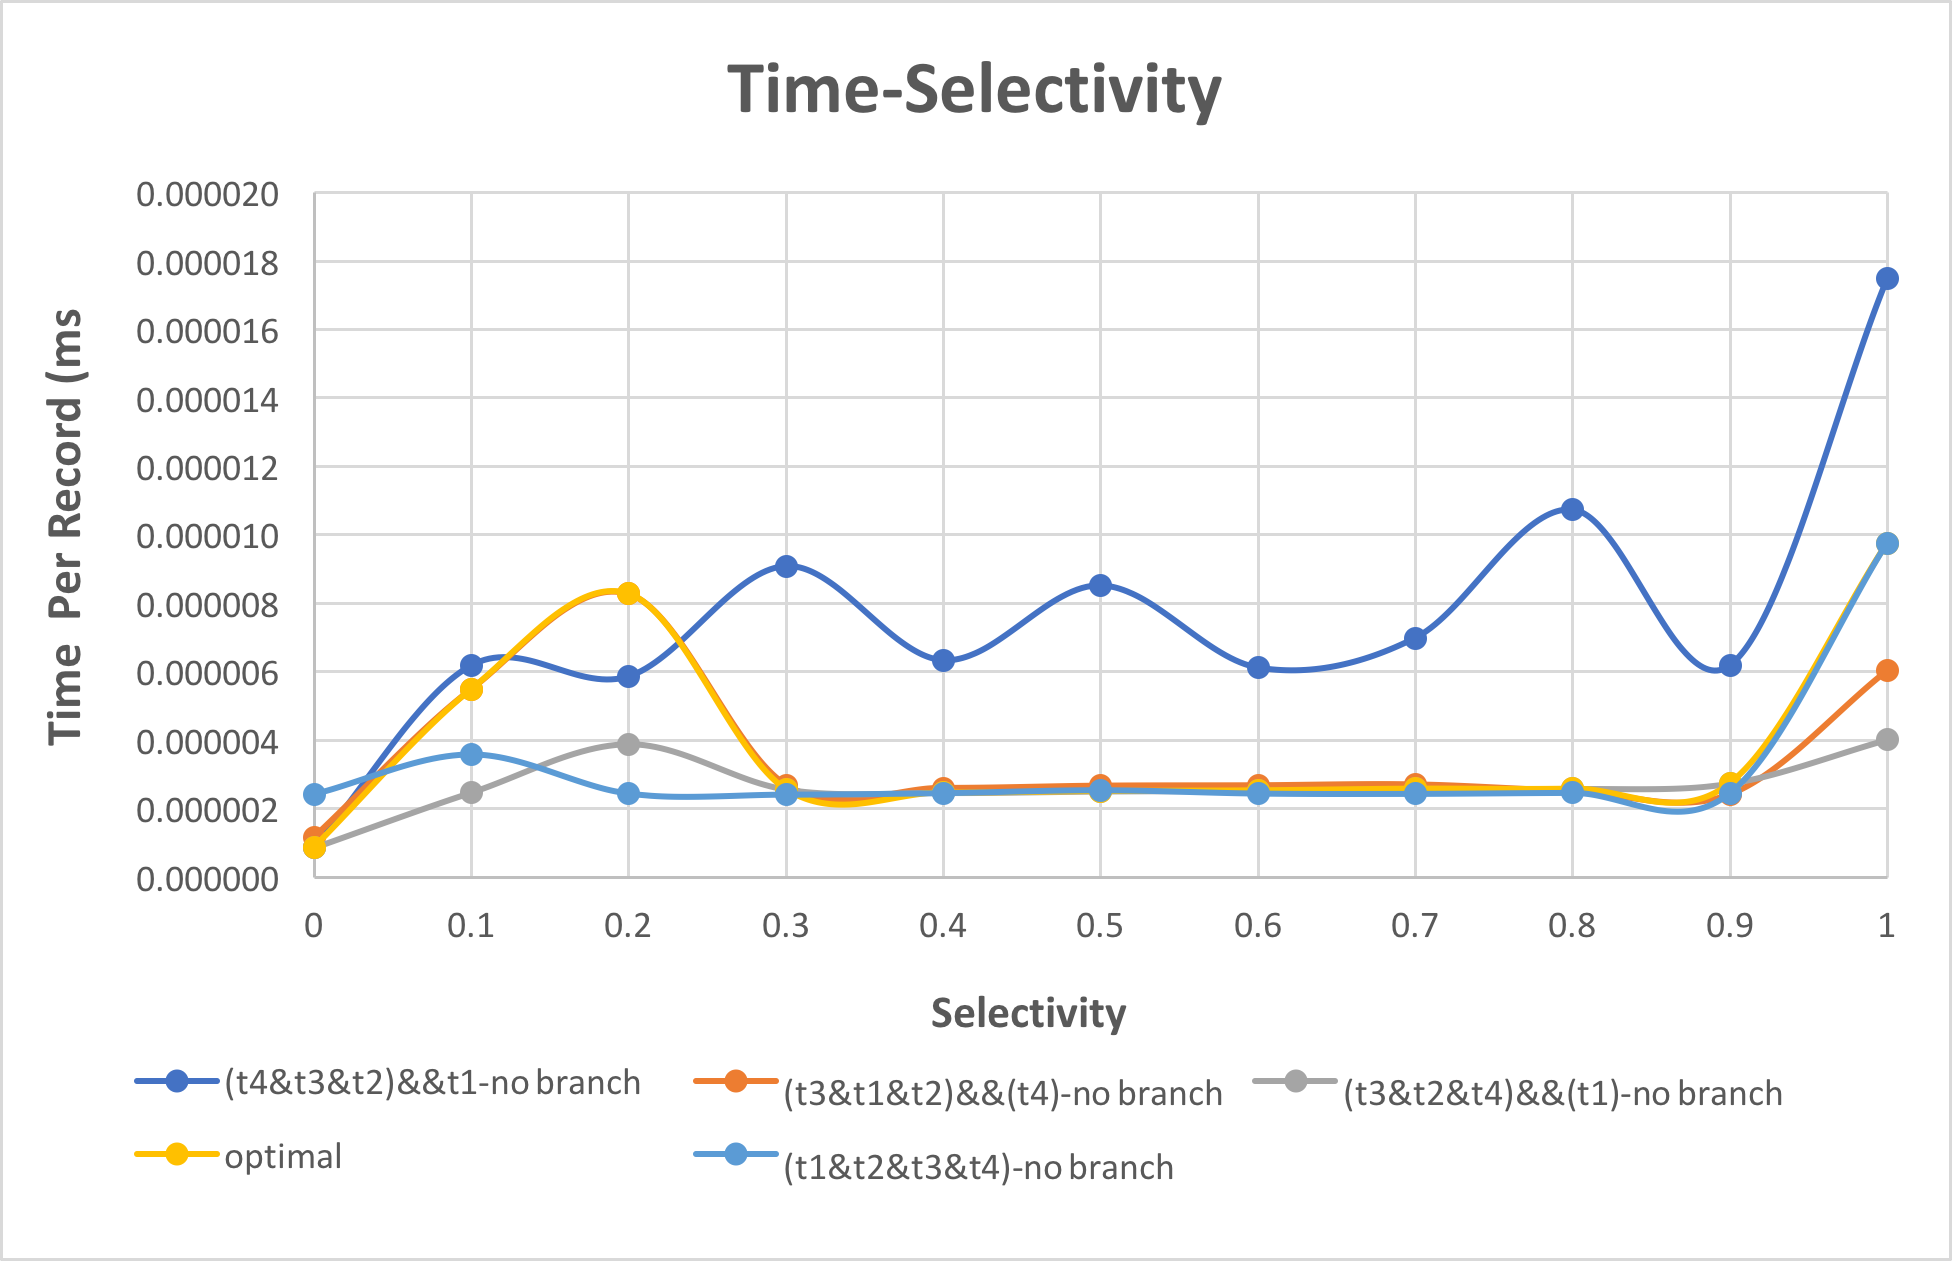 Time-Selectivity
Time Per Record (ms
0.000020
0.000018
0.000016
0.000014
0.000012
0.000010
0.000008
0.000006
0.000004
0.000002
0.000000
0 0.1 0.2 0.3 0.4 0.5 0.6 0.7 0.8 0.9 1
Selectivity
(t4&t3&t2)&&t1-no branch
(t3&t1&t2)&&(t4)-no branch
(t3&t2&t4)&&(t1)-no branch
optimal
(t1&t2&t3&t4)-no branch